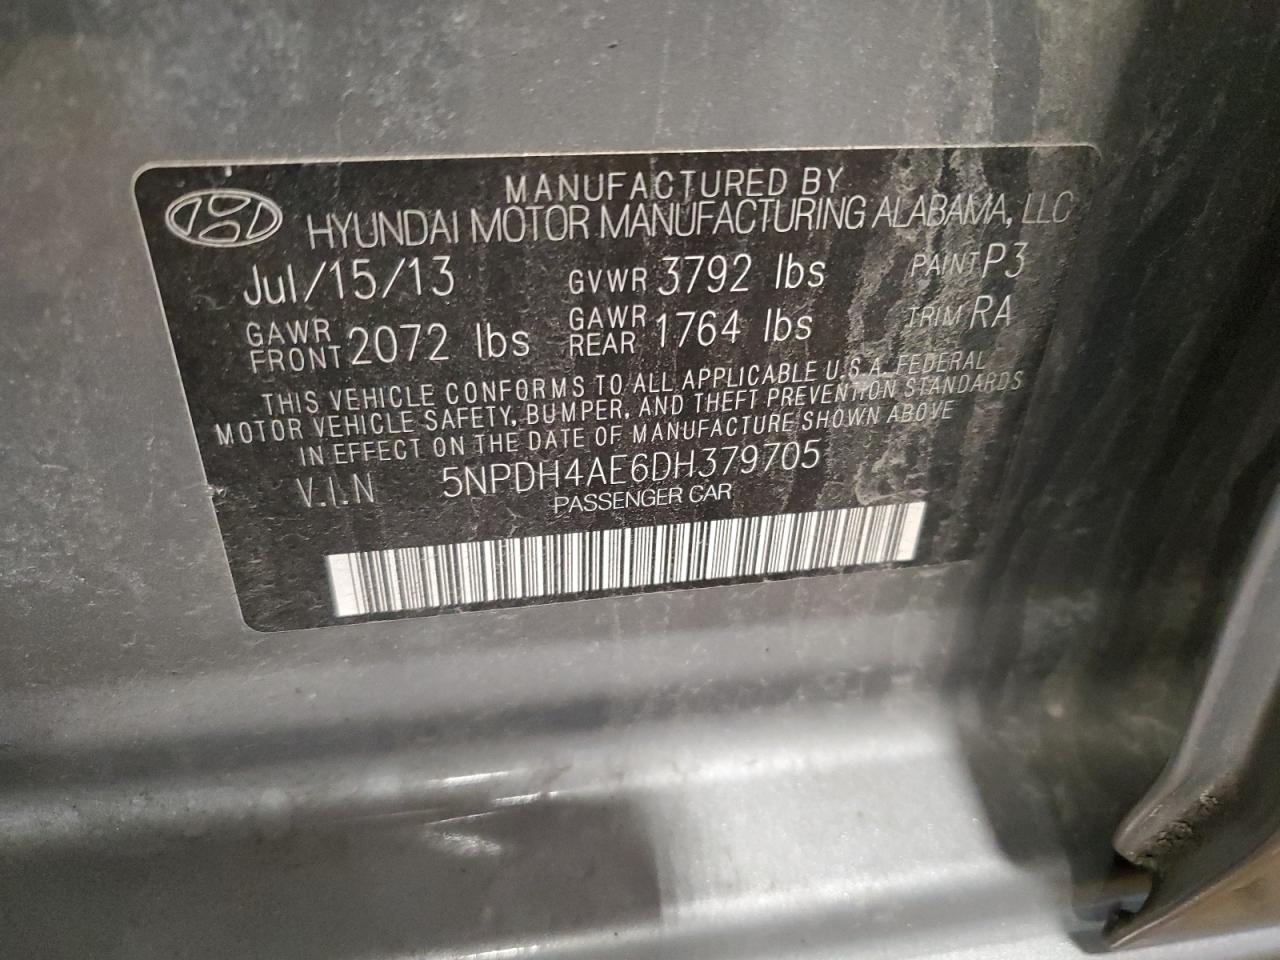 MANUFACTURED BY
HYUNDAI MOTOR MANUFACTURING ALABAMA, LLC
Jul/15/13 GVWR 3792 lbs PAINT P3
GAWR FRONT 2072 lbs GAWR REAR 1764 lbs TRIM RA
THIS VEHICLE CONFORMS TO ALL APPLICABLE U.S.A. FEDERAL
MOTOR VEHICLE SAFETY, BUMPER, AND THEFT PREVENTION STANDARDS
IN EFFECT ON THE DATE OF MANUFACTURE SHOWN ABOVE
V.I.N 5NPDH4AE6DH379705
PASSENGER CAR